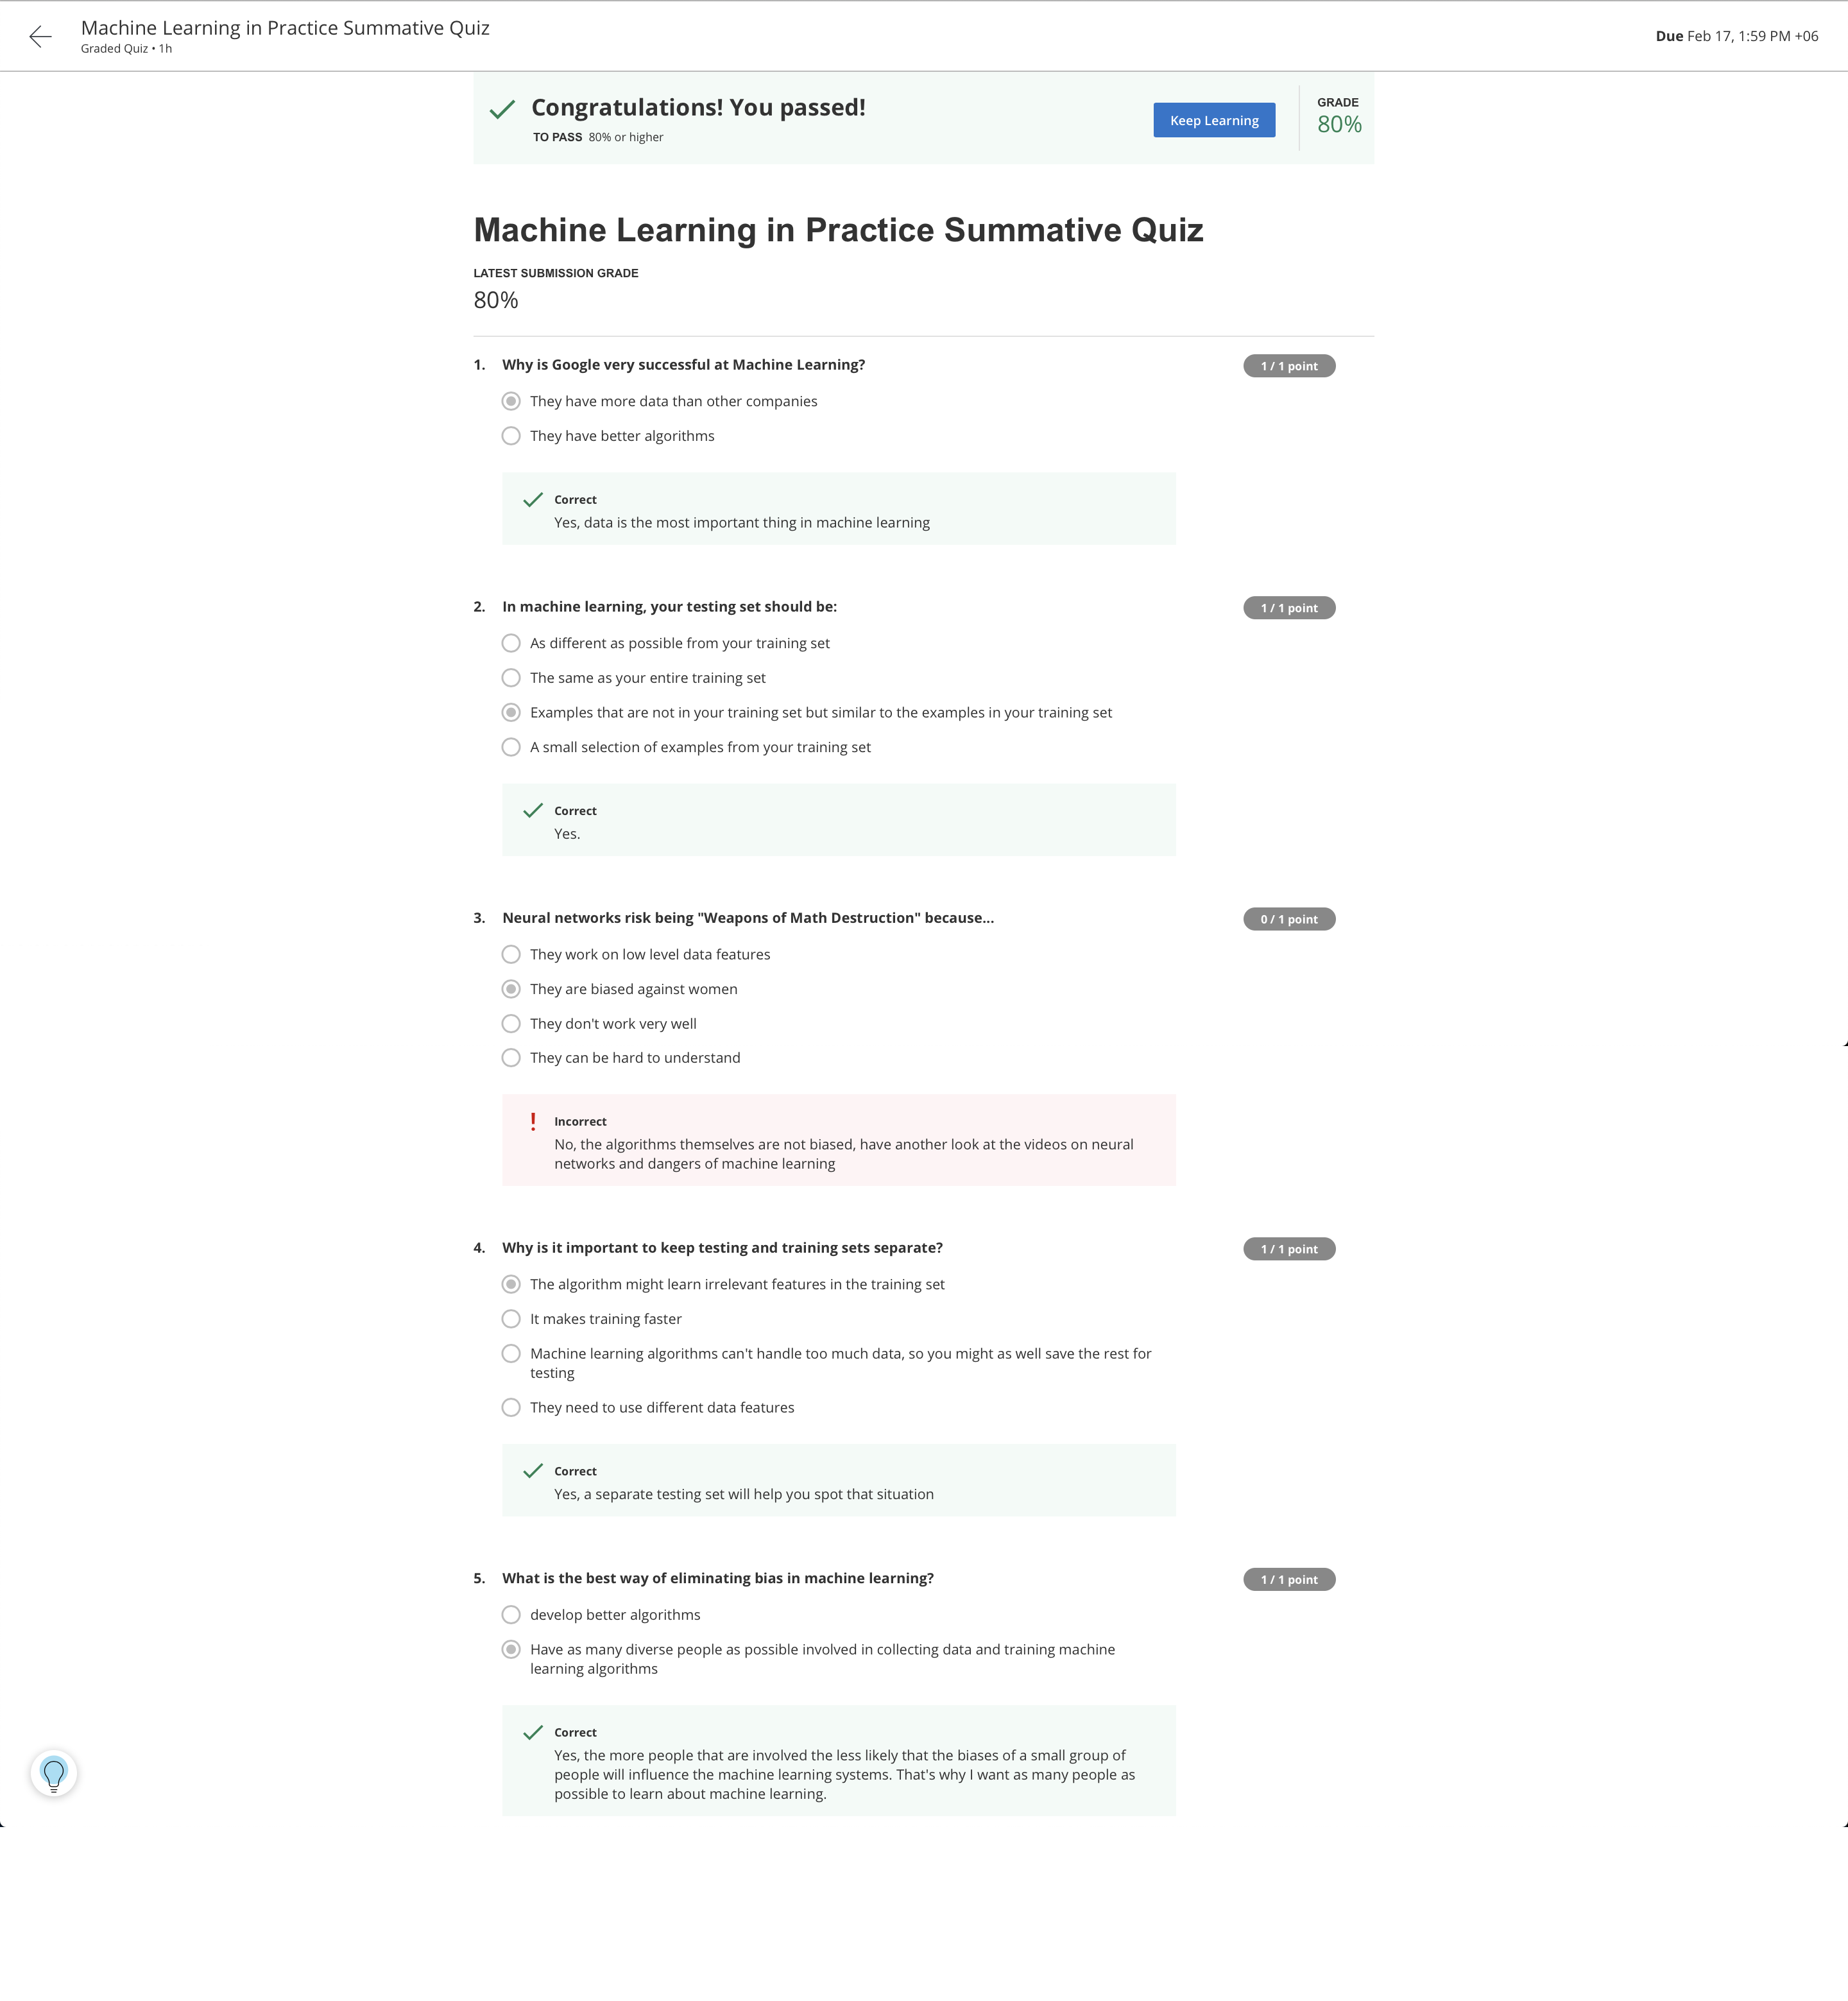 Machine Learning in Practice Summative Quiz
Graded Quiz • 1h
Due Feb 17, 1:59 PM +06
Congratulations! You passed!
TO PASS 80% or higher
Keep Learning
GRADE
80%
Machine Learning in Practice Summative Quiz
LATEST SUBMISSION GRADE
80%
1. Why is Google very successful at Machine Learning?
1 / 1 point
They have more data than other companies
They have better algorithms
Correct
Yes, data is the most important thing in machine learning
2. In machine learning, your testing set should be:
1 / 1 point
As different as possible from your training set
The same as your entire training set
Examples that are not in your training set but similar to the examples in your training set
A small selection of examples from your training set
Correct
Yes.
3. Neural networks risk being "Weapons of Math Destruction" because...
0 / 1 point
They work on low level data features
They are biased against women
They don't work very well
They can be hard to understand
!
Incorrect
No, the algorithms themselves are not biased, have another look at the videos on neural
networks and dangers of machine learning
4. Why is it important to keep testing and training sets separate?
1 / 1 point
The algorithm might learn irrelevant features in the training set
It makes training faster
Machine learning algorithms can't handle too much data, so you might as well save the rest for
testing
They need to use different data features
Correct
Yes, a separate testing set will help you spot that situation
5. What is the best way of eliminating bias in machine learning?
1 / 1 point
develop better algorithms
Have as many diverse people as possible involved in collecting data and training machine
learning algorithms
Correct
Yes, the more people that are involved the less likely that the biases of a small group of
people will influence the machine learning systems. That's why I want as many people as
possible to learn about machine learning.